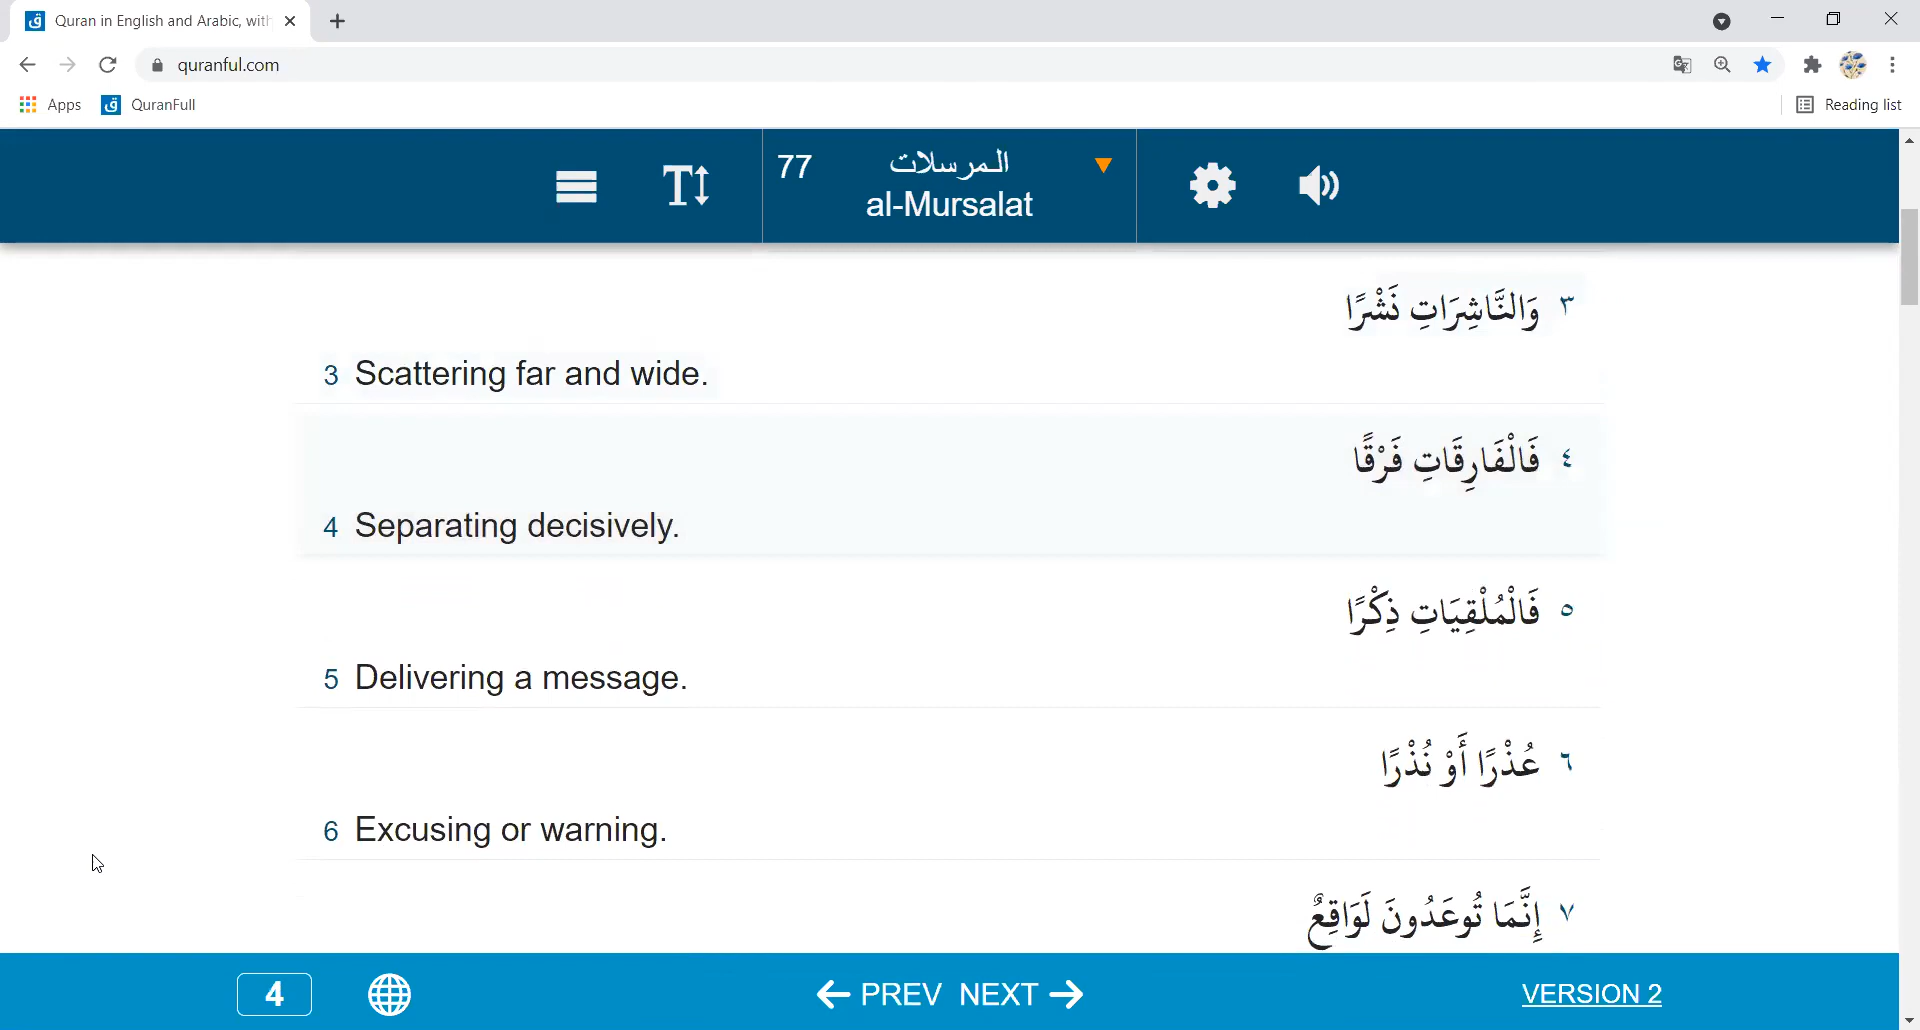 Quran in English and Arabic, with
quranful.com
Apps
QuranFull
Reading list
77
المرسلات
al-Mursalat
٣ وَالنَّاشِرَاتِ نَشْرًا
3 Scattering far and wide.
٤ فَالْفَارِقَاتِ فَرْقًا
4 Separating decisively.
٥ فَالْمُلْقِيَاتِ ذِكْرًا
5 Delivering a message.
٦ عُذْرًا أَوْ نُذْرًا
6 Excusing or warning.
٧ إِنَّمَا تُوعَدُونَ لَوَاقِعٌ
4
PREV NEXT
VERSION 2